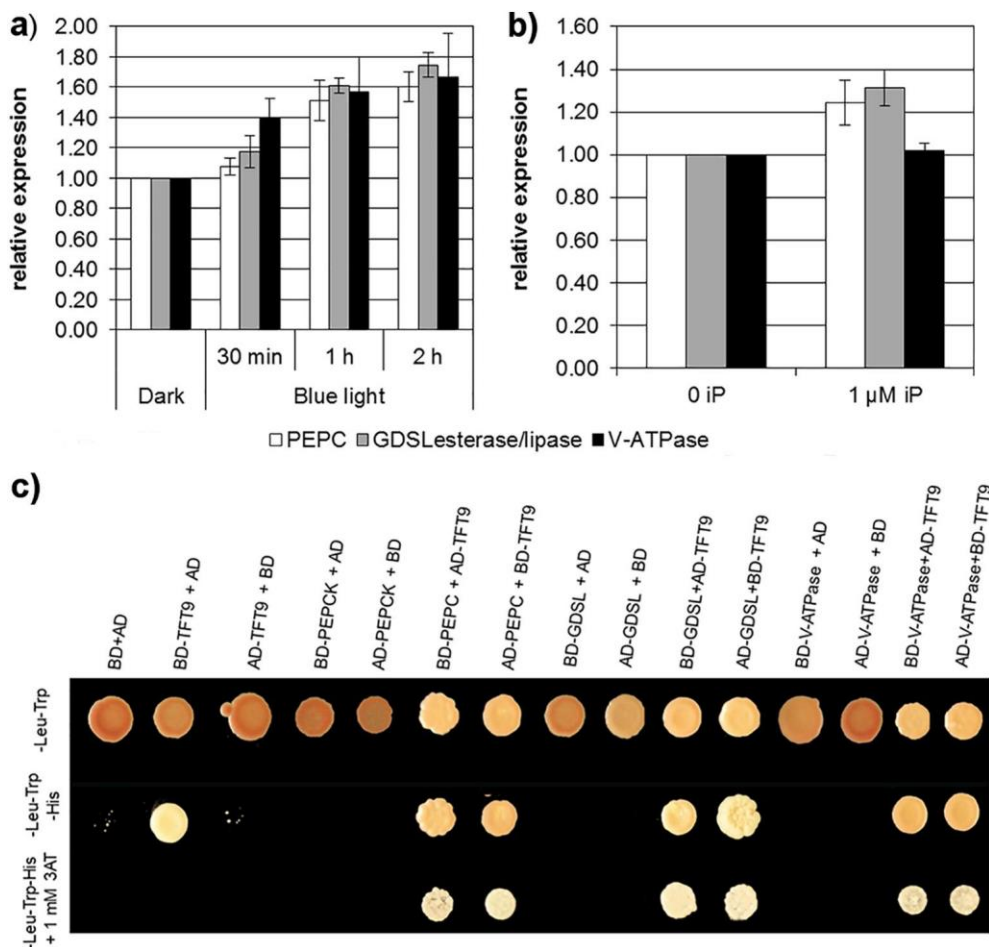 a)
relative expression
2.00
1.80
1.60
1.40
1.20
1.00
0.80
0.60
0.40
0.20
0.00
30 min 1 h 2 h
Dark Blue light
b)
relative expression
1.60
1.40
1.20
1.00
0.80
0.60
0.40
0.20
0.00
0 iP 1 µM iP
PEPC GDSLesterase/lipase V-ATPase
c)
BD+AD
BD-TFT9 + AD
AD-TFT9 + BD
BD-PEPCK + AD
AD-PEPCK + BD
BD-PEPC + AD-TFT9
AD-PEPC + BD-TFT9
BD-GDSL + AD
AD-GDSL + BD
BD-GDSL+AD-TFT9
AD-GDSL+BD-TFT9
BD-V-ATPase + AD
AD-V-ATPase + BD
BD-V-ATPase+AD-TFT9
AD-V-ATPase+BD-TFT9
-Leu-Trp
-Leu-Trp
-His
-Leu-Trp-His
+ 1 mM 3AT